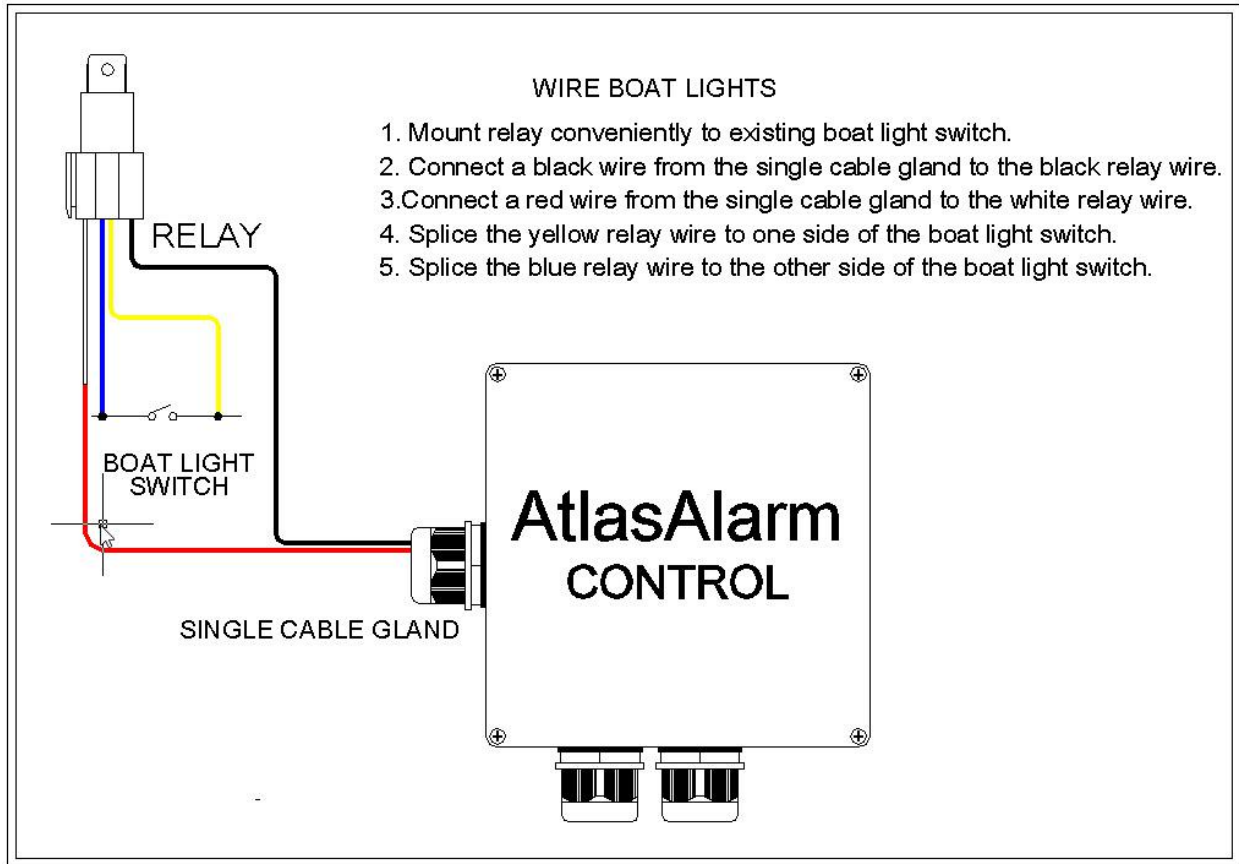 WIRE BOAT LIGHTS
1. Mount relay conveniently to existing boat light switch.
2. Connect a black wire from the single cable gland to the black relay wire.
3.Connect a red wire from the single cable gland to the white relay wire.
4. Splice the yellow relay wire to one side of the boat light switch.
5. Splice the blue relay wire to the other side of the boat light switch.
RELAY
BOAT LIGHT
SWITCH
AtlasAlarm
CONTROL
SINGLE CABLE GLAND